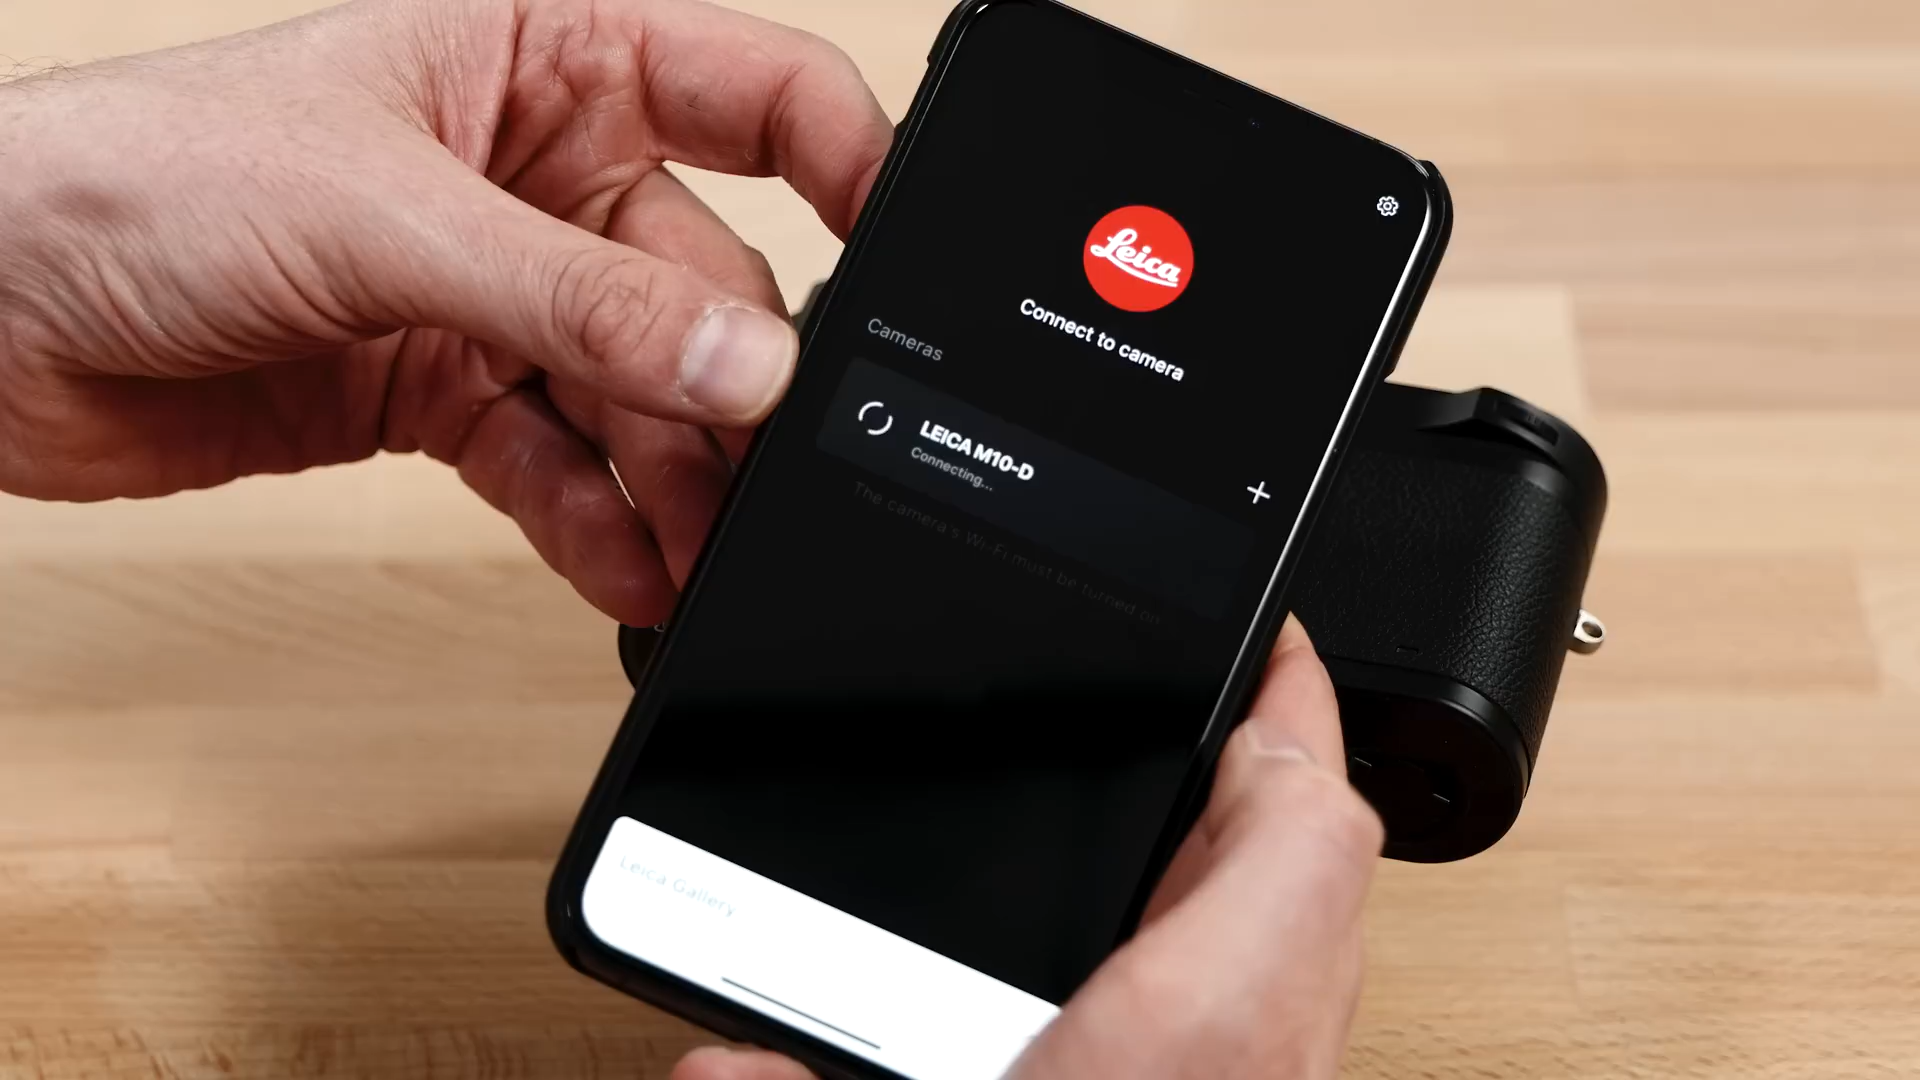 Leica
Connect to camera
Cameras
LEICA M10-D
Connecting...
The camera's Wi-Fi must be turned on
Leica Gallery